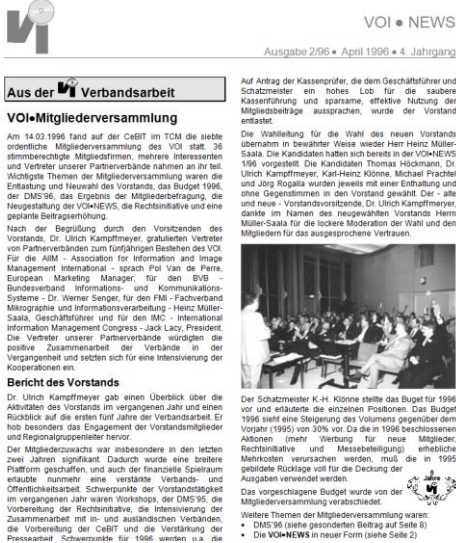 VOI ● NEWS
Ausgabe 2/96 ● April 1996 ● 4. Jahrgang
Aus der VI Verbandsarbeit
VOI●Mitgliederversammlung
Am 14.03.1996 fand auf der CeBIT im TCM die siebte
ordentliche Mitgliederversammlung des VOI statt. 36
stimmberechtigte Mitgliedsfirmen, mehrere Interessenten
und Vertreter unserer Partnerverbände nahmen an ihr teil.
Wichtigste Themen der Mitgliederversammlung waren die
Entlastung und Neuwahl des Vorstands, das Budget 1996,
der DMS'96, das Ergebnis der Mitgliederbefragung, die
Neugestaltung der VOI●NEWS, die Rechtsinitiative und eine
geplante Beitragserhöhung.
Nach der Begrüßung durch den Vorsitzenden des
Vorstands, Dr. Ulrich Kampffmeyer, gratulierten Vertreter
von Partnerverbänden zum fünfjährigen Bestehen des VOI.
Für die AIIM - Association for Information and Image
Management International - sprach Pol Van de Perre,
European Marketing Manager, für den BVB -
Bundesverband Informations- und Kommunikations-
Systeme - Dr. Werner Senger, für den FMI - Fachverband
Mikrographie und Informationsverarbeitung - Heinz Müller-
Saala, Geschäftsführer und für den IMC - International
Information Management Congress - Jack Lacy, President.
Die Vertreter unserer Partnerverbände würdigten die
positive Zusammenarbeit der Verbände in der
Vergangenheit und setzten sich für eine Intensivierung der
Kooperationen ein.
Bericht des Vorstands
Dr. Ulrich Kampffmeyer gab einen Überblick über die
Aktivitäten des Vorstands im vergangenen Jahr und einen
Rückblick auf die ersten fünf Jahre der Verbandsarbeit. Er
hob besonders das Engagement der Vorstandsmitglieder
und Regionalgruppenleiter hervor.
Der Mitgliederzuwachs war insbesondere in den letzten
zwei Jahren signifikant. Dadurch wurde eine breitere
Plattform geschaffen, und auch der finanzielle Spielraum
erlaubte nunmehr eine verstärkte Verbands- und
Öffentlichkeitsarbeit. Schwerpunkte der Vorstandstätigkeit
im vergangenen Jahr waren Workshops, der DMS'95, die
Vorbereitung der Rechtsinitiative, die Intensivierung der
Zusammenarbeit mit in- und ausländischen Verbänden,
die Vorbereitung der CeBIT und die Verstärkung der
Pressearbeit. Schwerpunkte für 1996 werden u.a. die
Auf Antrag der Kassenprüfer, die dem Geschäftsführer und
Schatzmeister ein hohes Lob für die saubere
Kassenführung und sparsame, effektive Nutzung der
Mitgliedsbeiträge aussprachen, wurde der Vorstand
entlastet.
Die Wahlleitung für die Wahl des neuen Vorstands
übernahm in bewährter Weise wieder Herr Heinz Müller-
Saala. Die Kandidaten hatten sich bereits in der VOI●NEWS
1/96 vorgestellt. Die Kandidaten Thomas Höckmann, Dr.
Ulrich Kampffmeyer, Karl-Heinz Klönne, Michael Prachtel
und Jörg Rogalla wurden jeweils mit einer Enthaltung und
ohne Gegenstimmen in den Vorstand gewählt. Der - alte
und neue - Vorstandsvorsitzende, Dr. Ulrich Kampffmeyer,
dankte im Namen des neugewählten Vorstands Herrn
Müller-Saala für die lockere Moderation der Wahl und den
Mitgliedern für das ausgesprochene Vertrauen.
Der Schatzmeister K.-H. Klönne stellte das Buget für 1996
vor und erläuterte die einzelnen Positionen. Das Budget
1996 sieht eine Steigerung des Volumens gegenüber dem
Vorjahr (1995) von 30% vor. Da die in 1996 beschlossenen
Aktionen (mehr Werbung für neue Mitglieder,
Rechtsinitiative und Messebeteiligung) erhebliche
Mehrkosten verursachen werden, muß die in 1995
gebildete Rücklage voll für die Deckung der
Ausgaben verwendet werden.
Das vorgeschlagene Budget wurde von der
Mitgliederversammlung verabschiedet.
Jahre
Weitere Themen der Mitgliederversammlung waren:
● DMS'96 (siehe gesonderten Beitrag auf Seite 8)
● Die VOI●NEWS in neuer Form (siehe Seite 2)